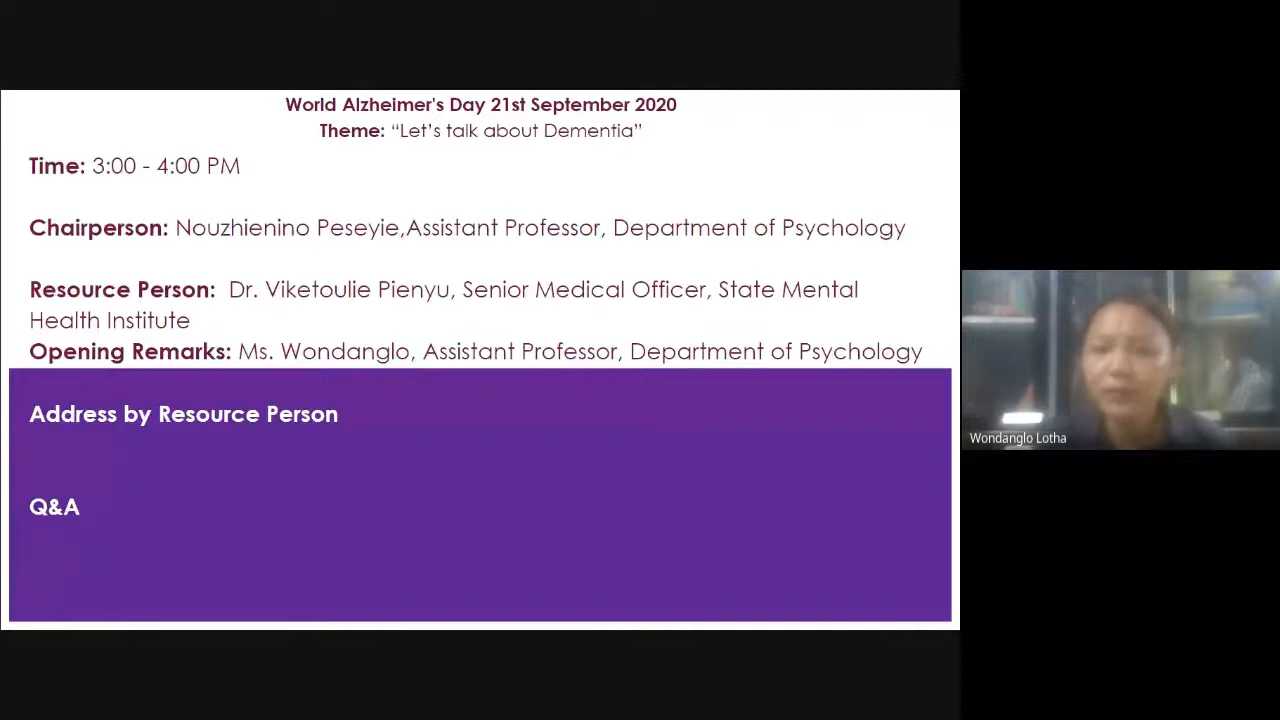 World Alzheimer's Day 21st September 2020
Theme: “Let’s talk about Dementia”
Time: 3:00 - 4:00 PM
Chairperson: Nouzhienino Peseyie,Assistant Professor, Department of Psychology
Resource Person: Dr. Viketoulie Pienyu, Senior Medical Officer, State Mental
Health Institute
Opening Remarks: Ms. Wondanglo, Assistant Professor, Department of Psychology
Address by Resource Person
Q&A
Wondanglo Lotha